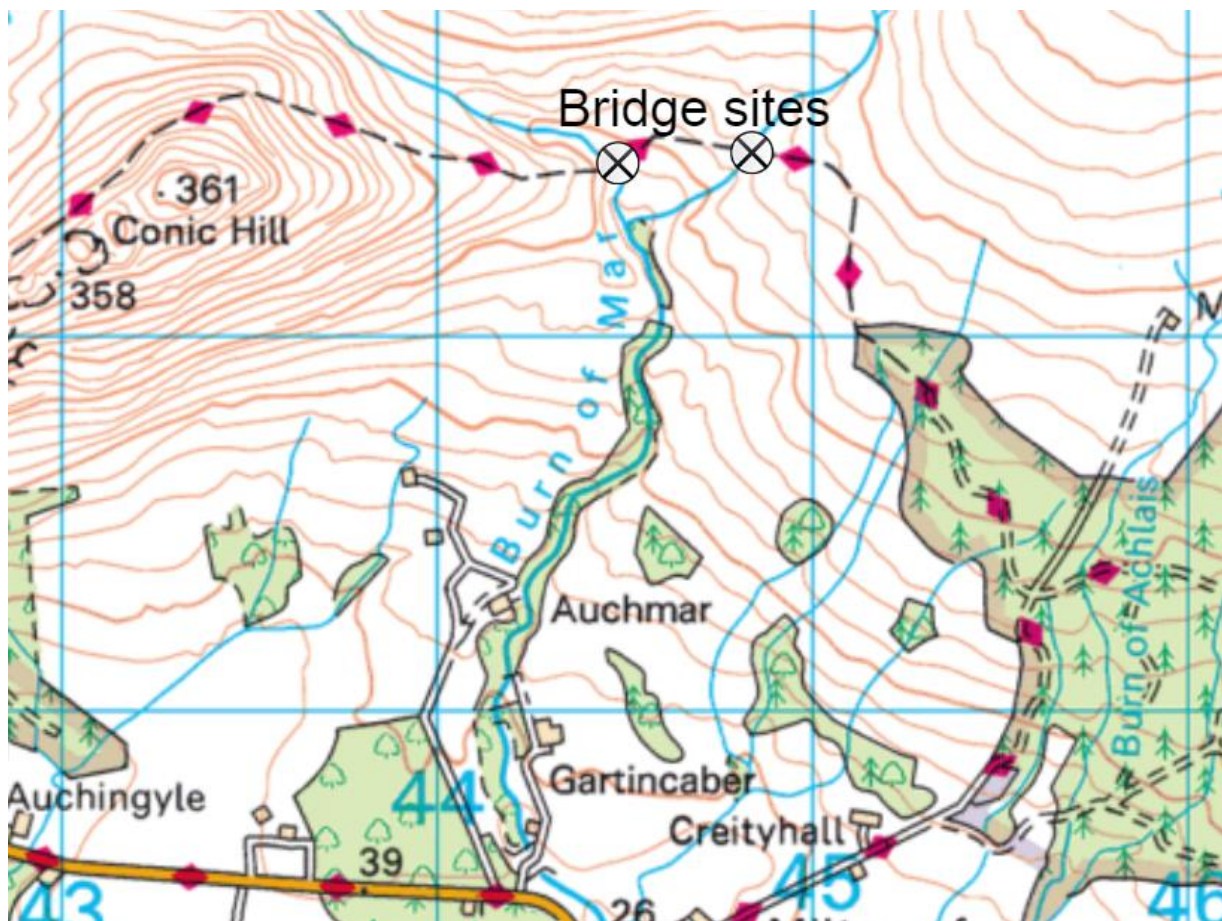 Bridge sites
361
Conic Hill
358
Burn of Mar
M
Auchmar
Burn of Achlais
Gartincaber
44
Auchingyle
Creityhall
39
45
43
26
46